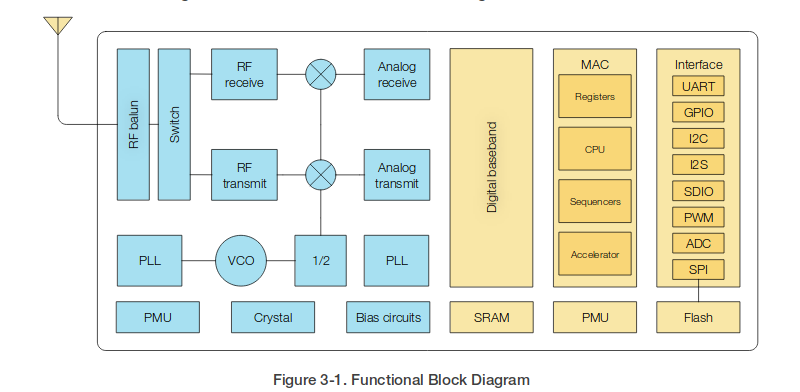 RF balun
Switch
RF
receive
Analog
receive
RF
transmit
Analog
transmit
PLL
VCO
1/2
PLL
PMU
Crystal
Bias circuits
Digital baseband
SRAM
MAC
Registers
CPU
Sequencers
Accelerator
PMU
Interface
UART
GPIO
I2C
I2S
SDIO
PWM
ADC
SPI
Flash
Figure 3-1. Functional Block Diagram